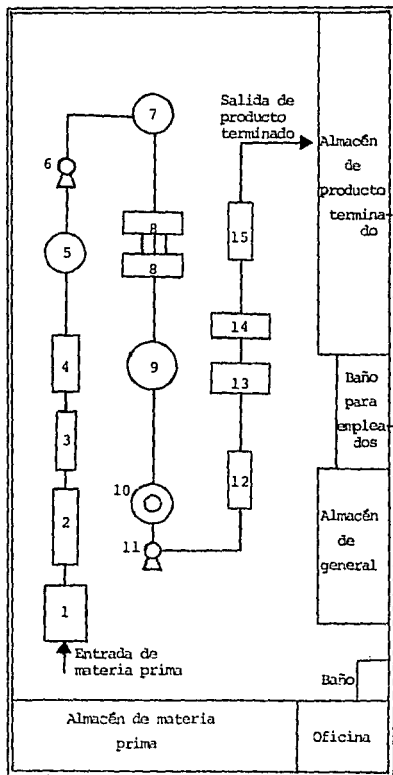 7
Salida de
producto
terminado
Almacén
de
producto
termina-
do
6
8
15
5
8
14
4
9
13
Baño
para
emplea-
dos
3
10
12
2
11
Almacén
de
general
1
Entrada de
materia prima
Baño
Almacén de materia
prima
Oficina